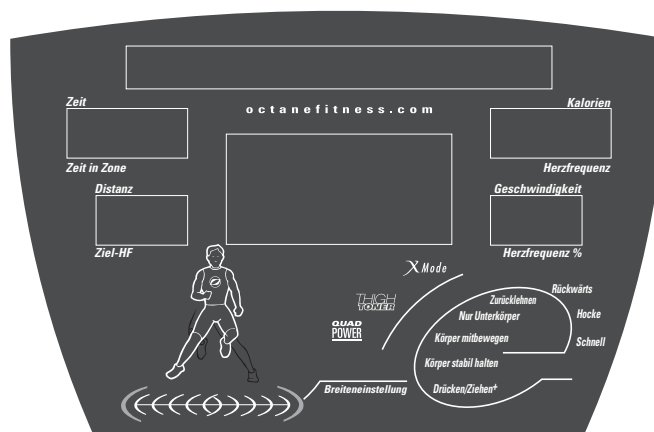 Zeit
octanefitness.com
Kalorien
Zeit in Zone
Herzfrequenz
Distanz
Geschwindigkeit
Ziel-HF
Herzfrequenz %
X Mode
THIGH
TONER
QUAD
POWER
Zurücklehnen
Rückwärts
Nur Unterkörper
Hocke
Körper mitbewegen
Schnell
Körper stabil halten
Drücken/Ziehen+
Breiteneinstellung